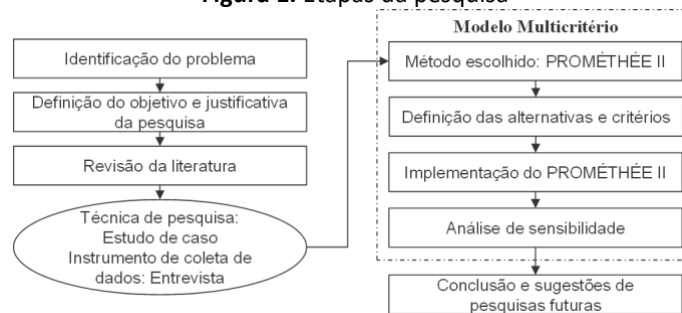 Figura 1. Etapas da pesquisa
Identificação do problema
Definição do objetivo e justificativa
da pesquisa
Revisão da literatura
Técnica de pesquisa:
Estudo de caso
Instrumento de coleta de
dados: Entrevista
Modelo Multicritério
Método escolhido: PROMÉTHÉE II
Definição das alternativas e critérios
Implementação do PROMÉTHÉE II
Análise de sensibilidade
Conclusão e sugestões de
pesquisas futuras